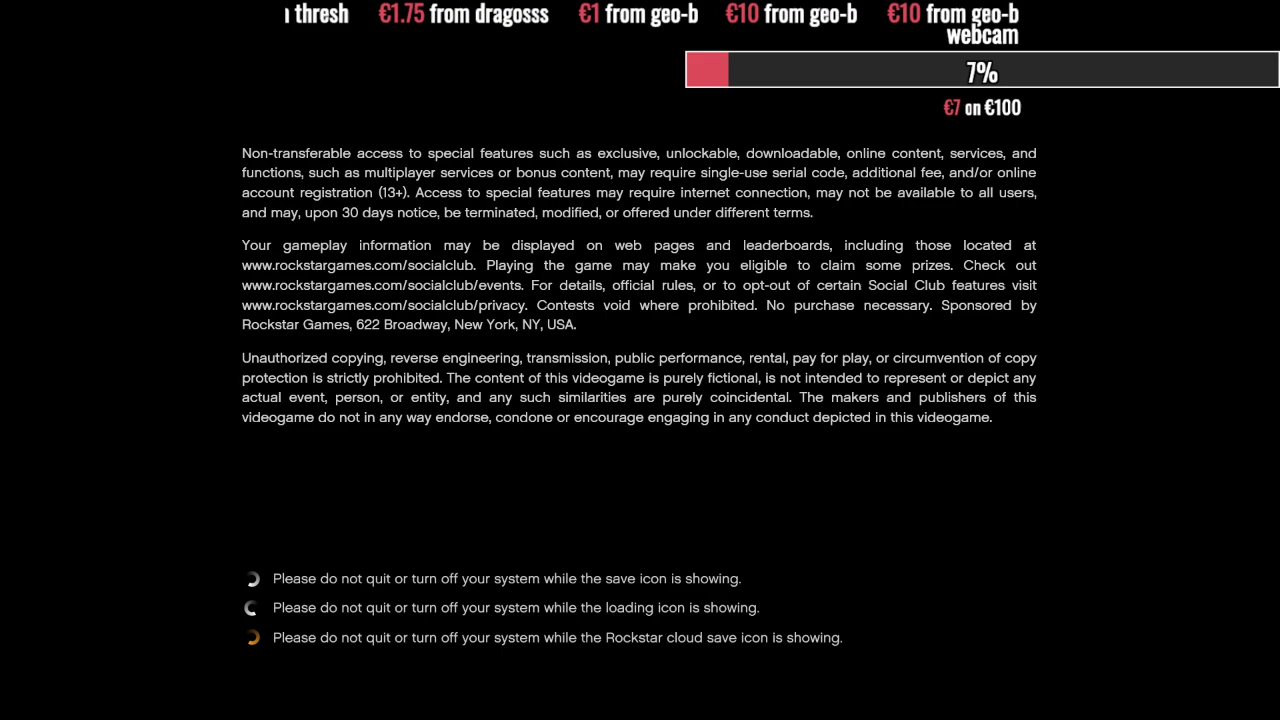 thresh €1.75 from dragosss €1 from geo-b €10 from geo-b €10 from geo-b
webcam
7%
€7 on €100
Non-transferable access to special features such as exclusive, unlockable, downloadable, online content, services, and
functions, such as multiplayer services or bonus content, may require single-use serial code, additional fee, and/or online
account registration (13+). Access to special features may require internet connection, may not be available to all users,
and may, upon 30 days notice, be terminated, modified, or offered under different terms.
Your gameplay information may be displayed on web pages and leaderboards, including those located at
www.rockstargames.com/socialclub. Playing the game may make you eligible to claim some prizes. Check out
www.rockstargames.com/socialclub/events. For details, official rules, or to opt-out of certain Social Club features visit
www.rockstargames.com/socialclub/privacy. Contests void where prohibited. No purchase necessary. Sponsored by
Rockstar Games, 622 Broadway, New York, NY, USA.
Unauthorized copying, reverse engineering, transmission, public performance, rental, pay for play, or circumvention of copy
protection is strictly prohibited. The content of this videogame is purely fictional, is not intended to represent or depict any
actual event, person, or entity, and any such similarities are purely coincidental. The makers and publishers of this
videogame do not in any way endorse, condone or encourage engaging in any conduct depicted in this videogame.
Please do not quit or turn off your system while the save icon is showing.
Please do not quit or turn off your system while the loading icon is showing.
Please do not quit or turn off your system while the Rockstar cloud save icon is showing.